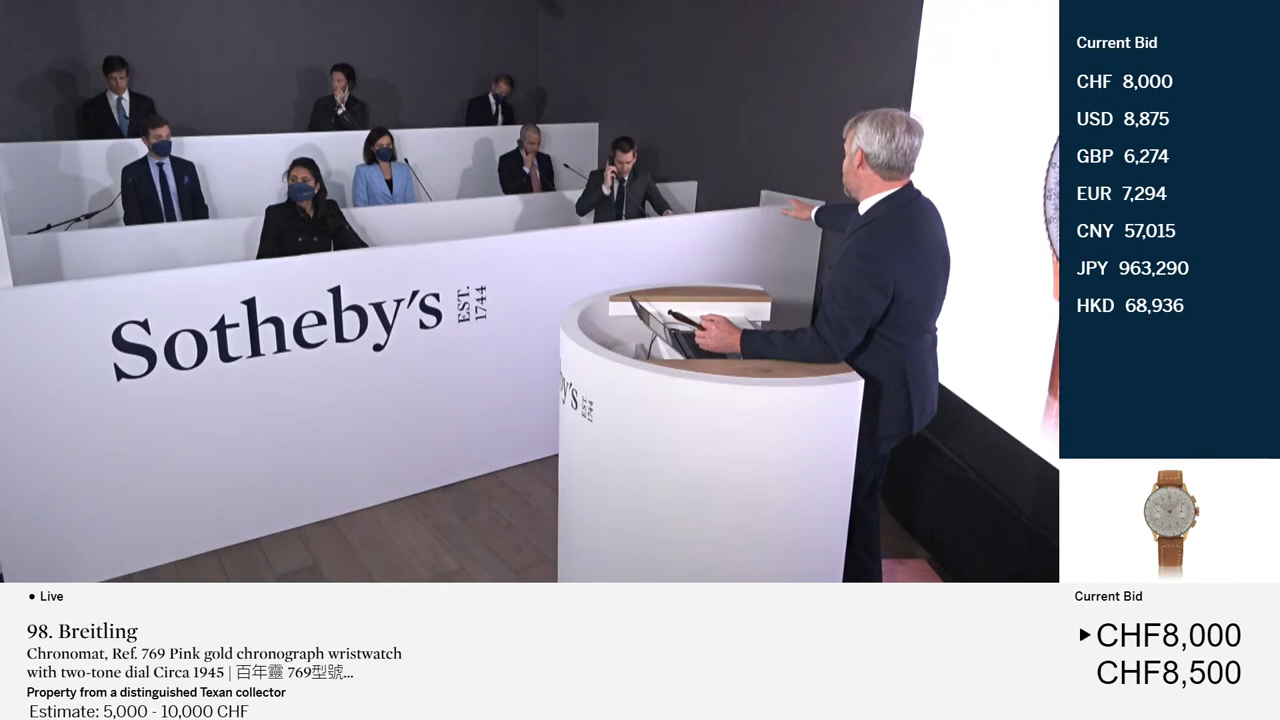 Current Bid
CHF 8,000
USD 8,875
GBP 6,274
EUR 7,294
CNY 57,015
JPY 963,290
HKD 68,936
Sotheby's EST. 1744
by's EST. 1744
• Live
98. Breitling
Chronomat, Ref. 769 Pink gold chronograph wristwatch
with two-tone dial Circa 1945 | 百年靈 769型號...
Property from a distinguished Texan collector
Estimate: 5,000 - 10,000 CHF
Current Bid
CHF8,000
CHF8,500